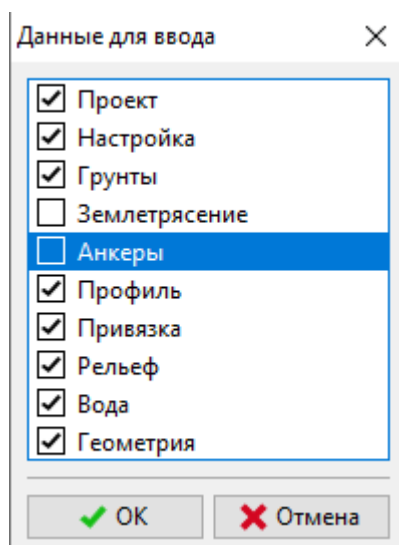 Данные для ввода
Проект
Настройка
Грунты
Землетрясение
Анкеры
Профиль
Привязка
Рельеф
Вода
Геометрия
OK Отмена